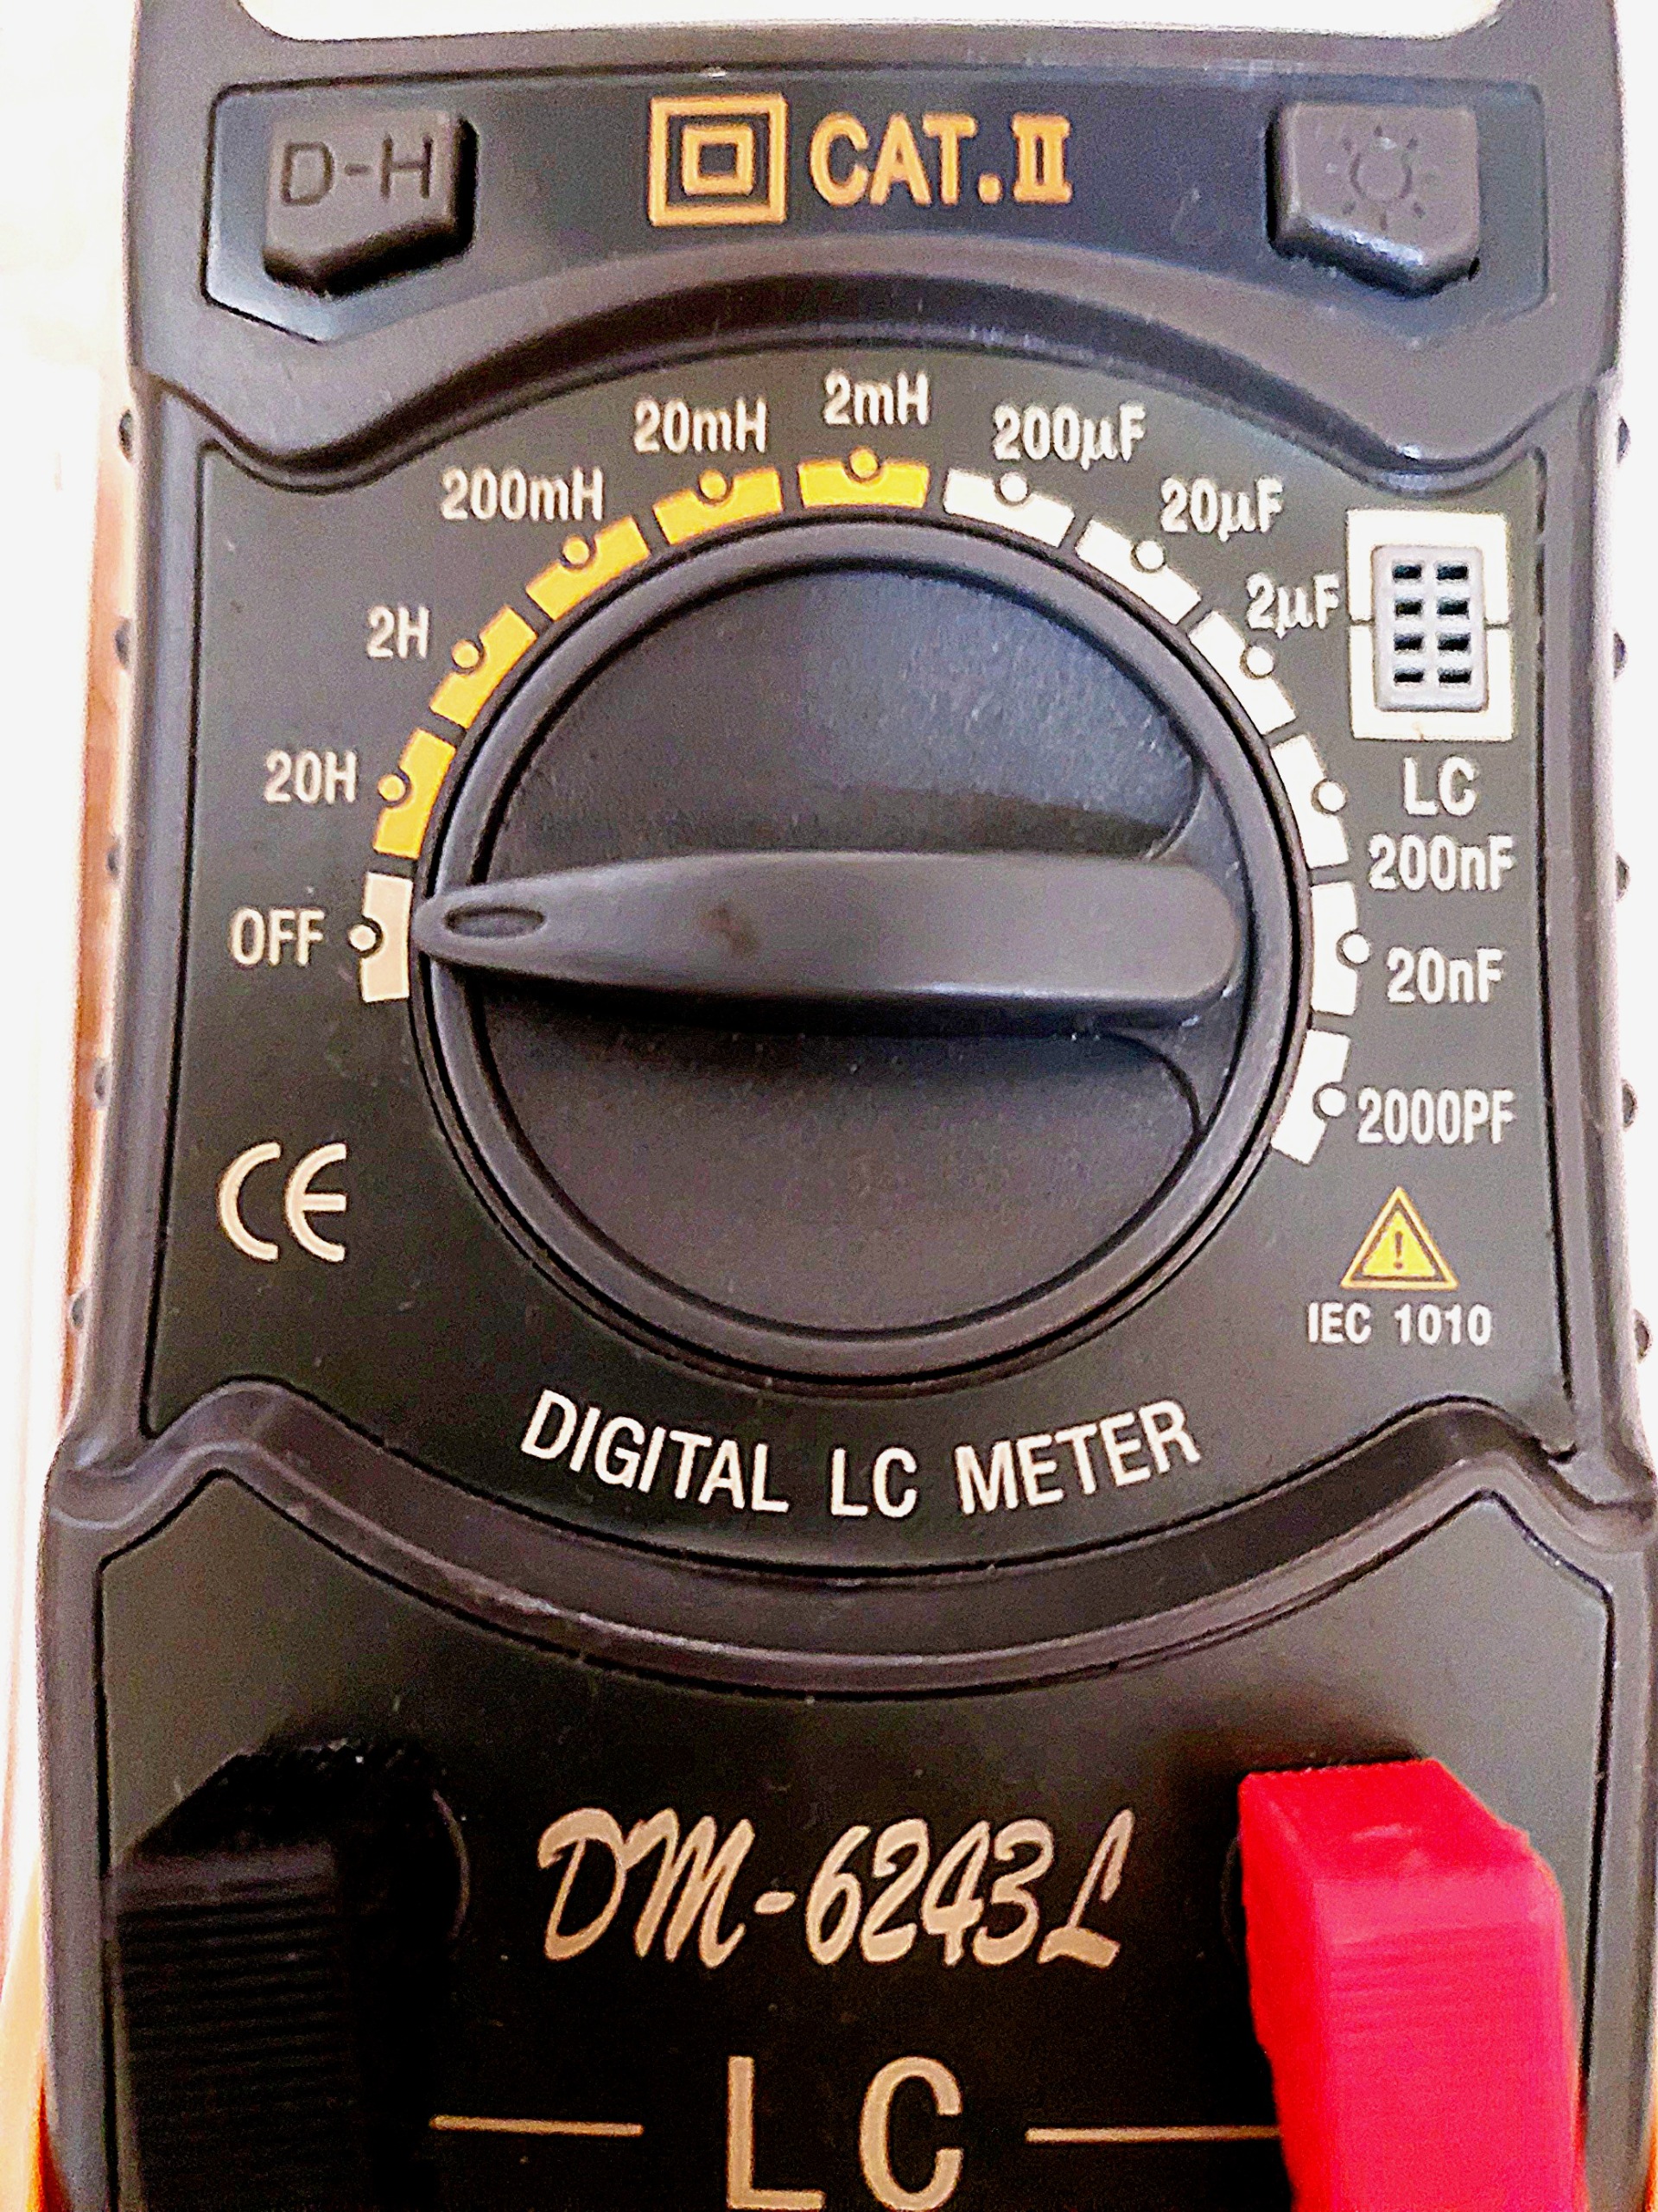 D-H
CAT.II
2mH
20mH
200µF
200mH
20µF
2µF
2H
20H
LC
200nF
OFF
20nF
2000PF
CE
IEC 1010
DIGITAL LC METER
DM-6243L
LC